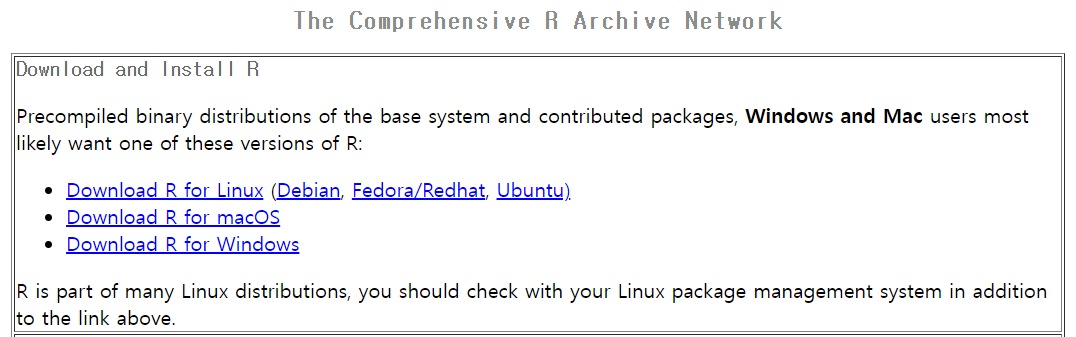 The Comprehensive R Archive Network
Download and Install R
Precompiled binary distributions of the base system and contributed packages, Windows and Mac users most
likely want one of these versions of R:
• Download R for Linux (Debian, Fedora/Redhat, Ubuntu)
• Download R for macOS
• Download R for Windows
R is part of many Linux distributions, you should check with your Linux package management system in addition
to the link above.